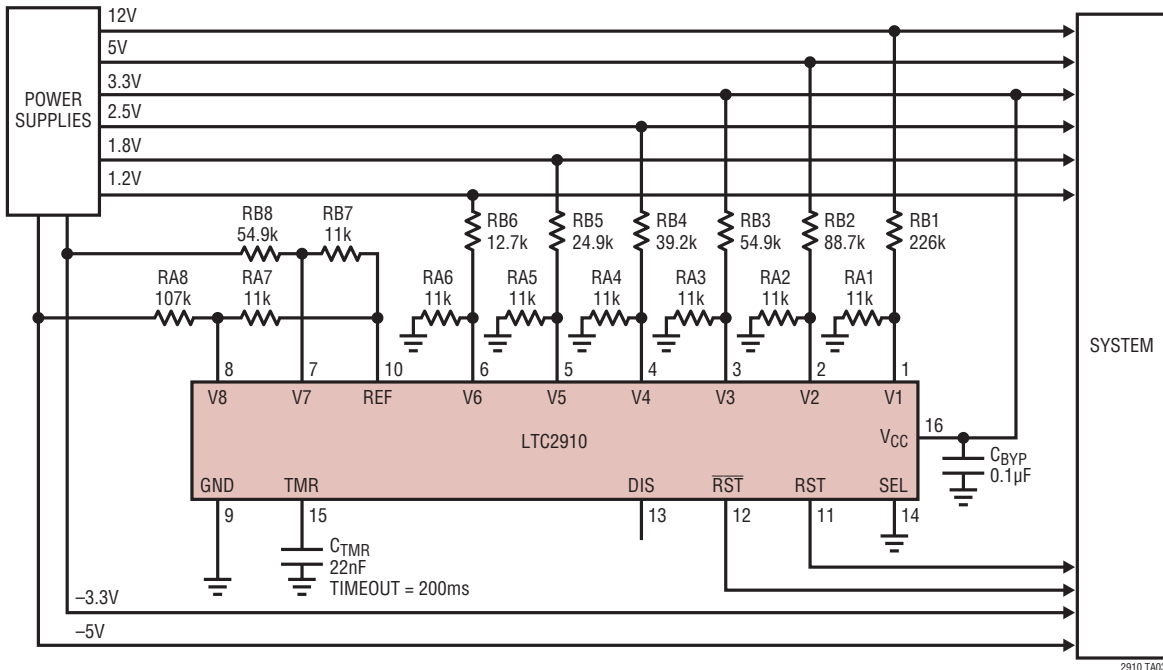 12V
5V
3.3V
2.5V
1.8V
1.2V
POWER
SUPPLIES
SYSTEM
RB8
54.9k
RB7
11k
RB6
12.7k
RB5
24.9k
RB4
39.2k
RB3
54.9k
RB2
88.7k
RB1
226k
RA8
107k
RA7
11k
RA6
11k
RA5
11k
RA4
11k
RA3
11k
RA2
11k
RA1
11k
8
7
10
6
5
4
3
2
1
V8
V7
REF
V6
V5
V4
V3
V2
V1
LTC2910
VCC
16
CBYP
0.1µF
GND
TMR
DIS
RST
RST
SEL
9
15
13
12
11
14
CTMR
22nF
TIMEOUT = 200ms
–3.3V
–5V
2910 TA03